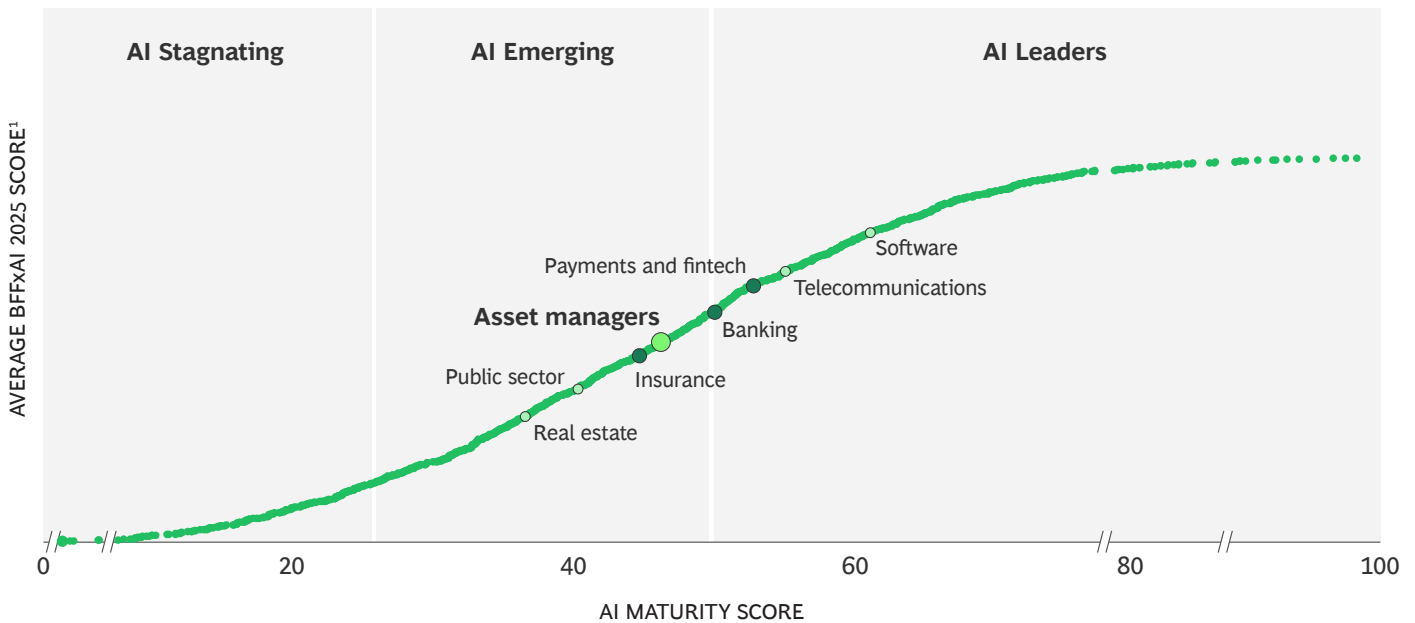 AI Stagnating
AI Emerging
AI Leaders
AVERAGE BFFxAI 2025 SCORE¹
Software
Payments and fintech
Telecommunications
Asset managers
Banking
Public sector
Insurance
Real estate
0
20
40
60
80
100
AI MATURITY SCORE